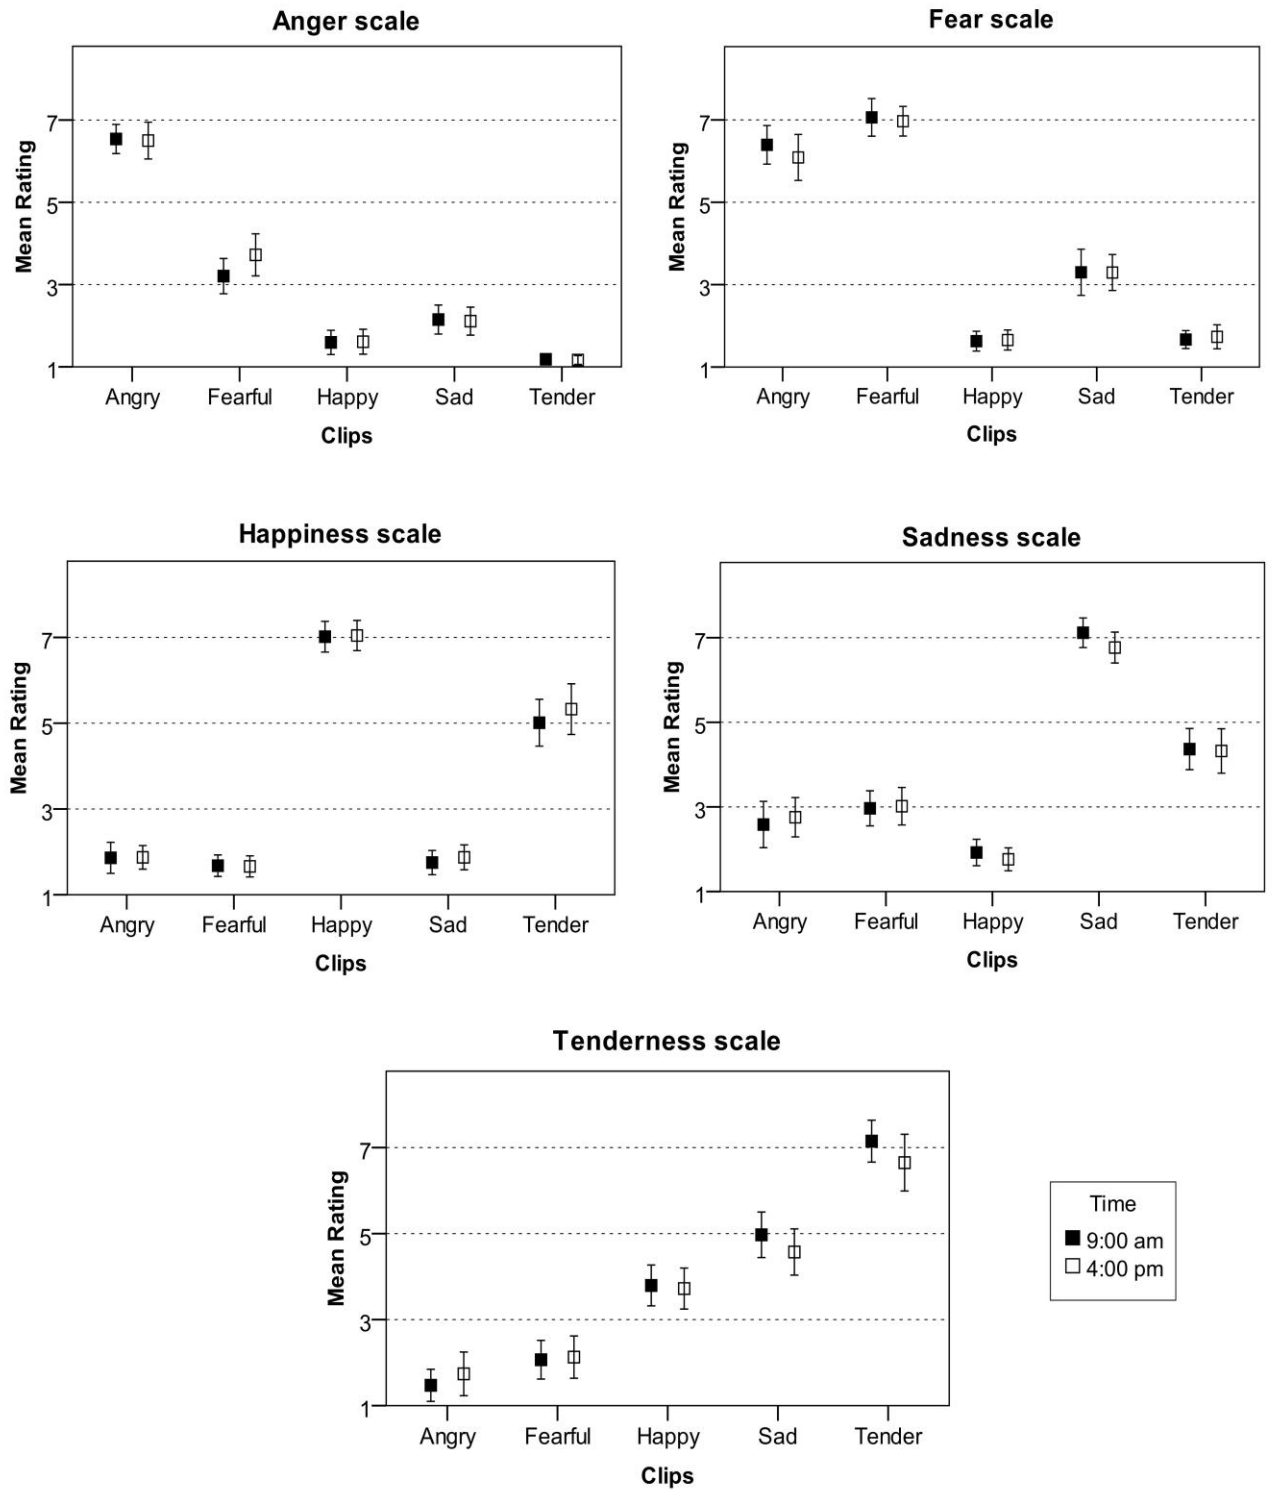 Anger scale
Mean Rating
7
5
3
1
Angry Fearful Happy Sad Tender
Clips
Fear scale
Mean Rating
7
5
3
1
Angry Fearful Happy Sad Tender
Clips
Happiness scale
Mean Rating
7
5
3
1
Angry Fearful Happy Sad Tender
Clips
Sadness scale
Mean Rating
7
5
3
1
Angry Fearful Happy Sad Tender
Clips
Tenderness scale
Mean Rating
7
5
3
1
Angry Fearful Happy Sad Tender
Clips
Time
9:00 am
4:00 pm